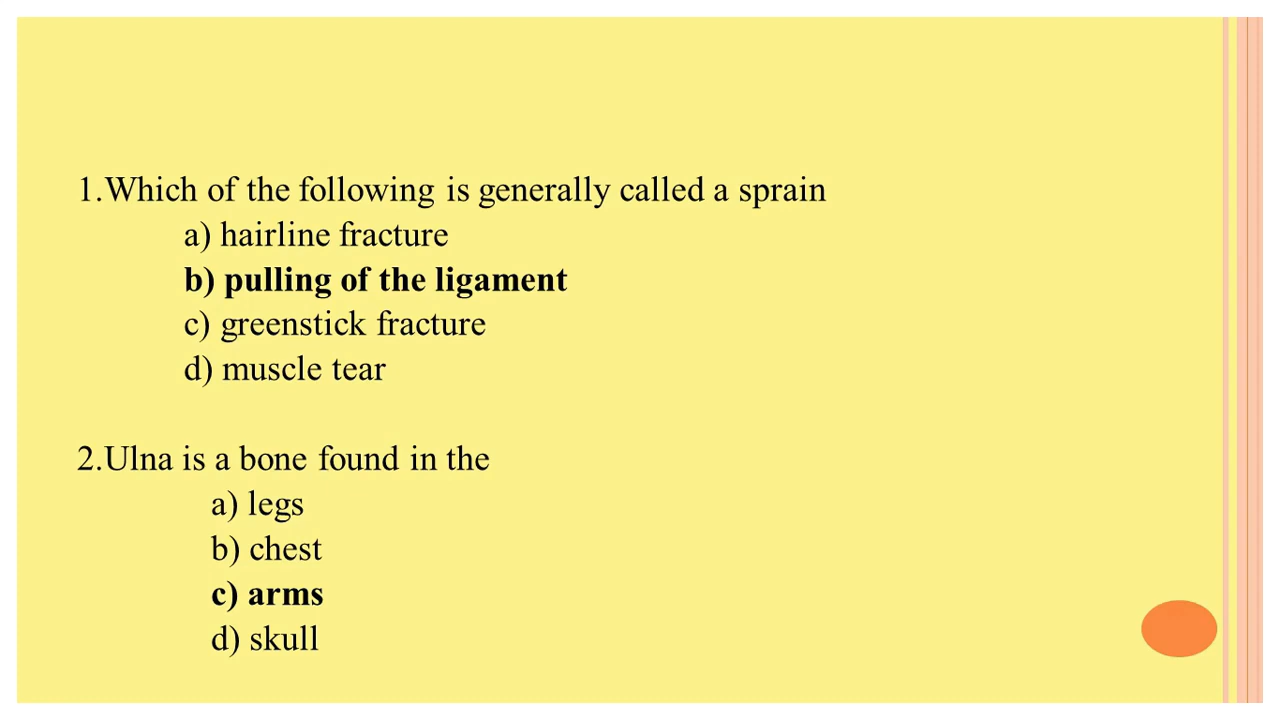 1.Which of the following is generally called a sprain
a) hairline fracture
b) pulling of the ligament
c) greenstick fracture
d) muscle tear
2.Ulna is a bone found in the
a) legs
b) chest
c) arms
d) skull